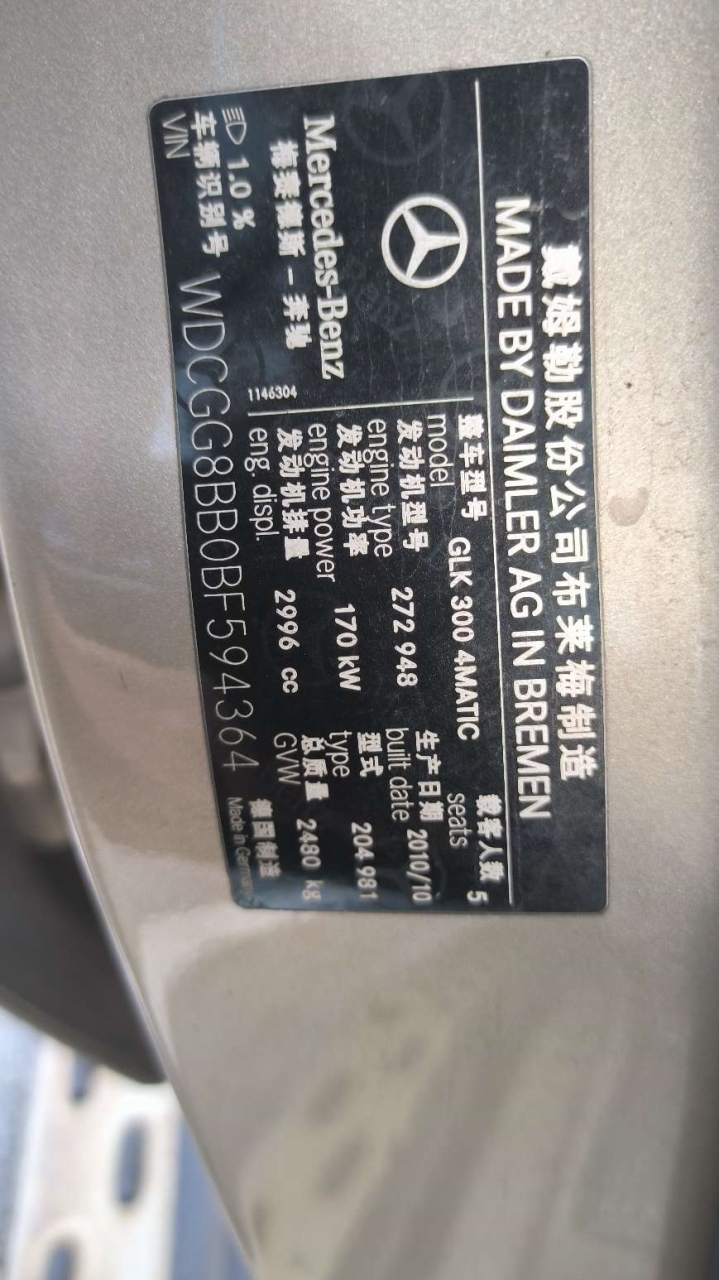 戴姆勒股份公司布莱梅制造
MADE BY DAIMLER AG IN BREMEN
Mercedes-Benz
梅赛德斯－奔驰
1146304
整车型号 GLK 300 4MATIC 载客人数 5
model seats
发动机型号 272 948 生产日期 2010/10
engine type built date
发动机功率 170 kW 型式 204.981
engine power type
发动机排量 2996 cc 总质量 2480 kg
eng. displ. GVW
1.0 %
车辆识别号 WDCGG8BB0BF594364 德国制造
VIN Made in Germany